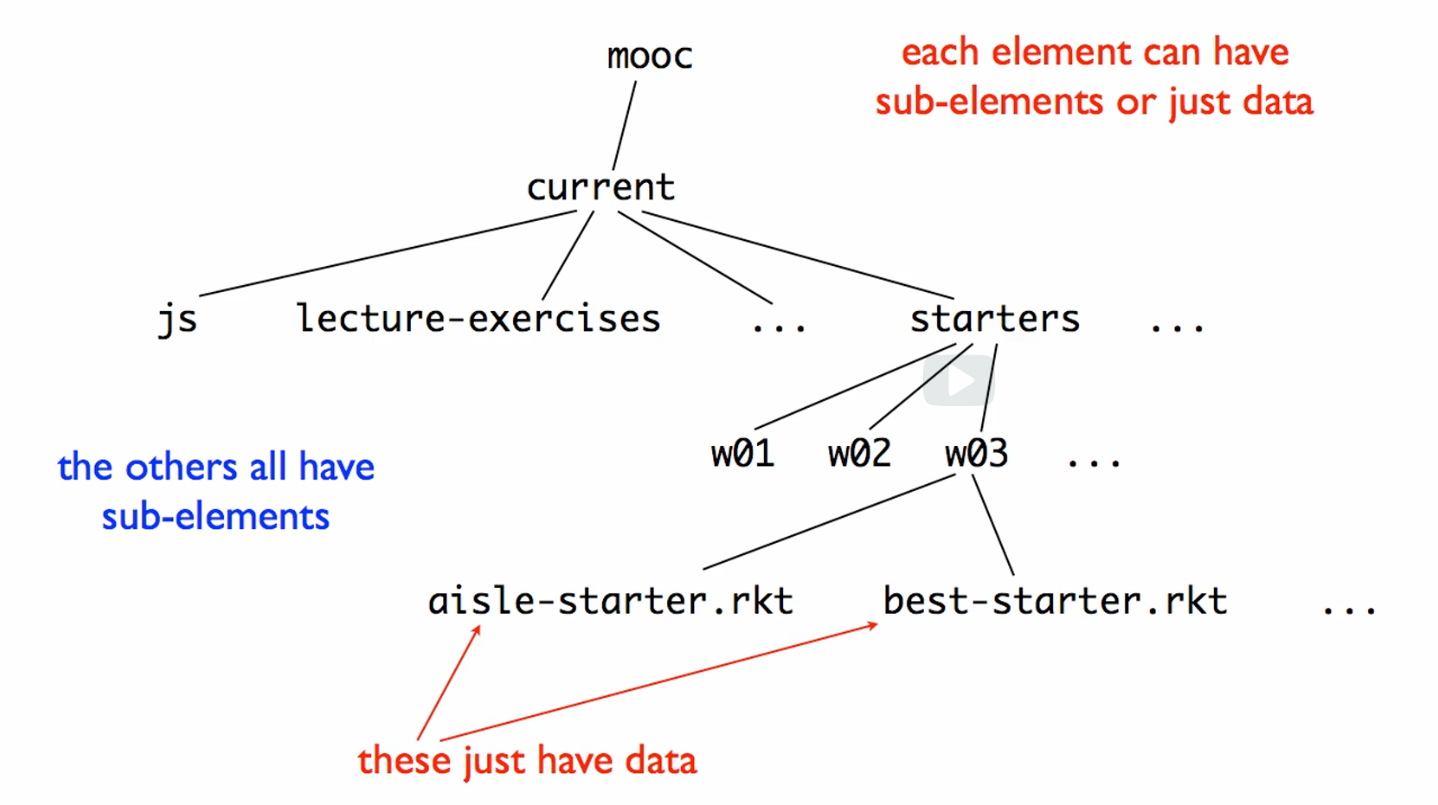 mooc
each element can have
sub-elements or just data
current
js lecture-exercises ... starters ...
w01 w02 w03 ...
the others all have
sub-elements
aisle-starter.rkt best-starter.rkt ...
these just have data